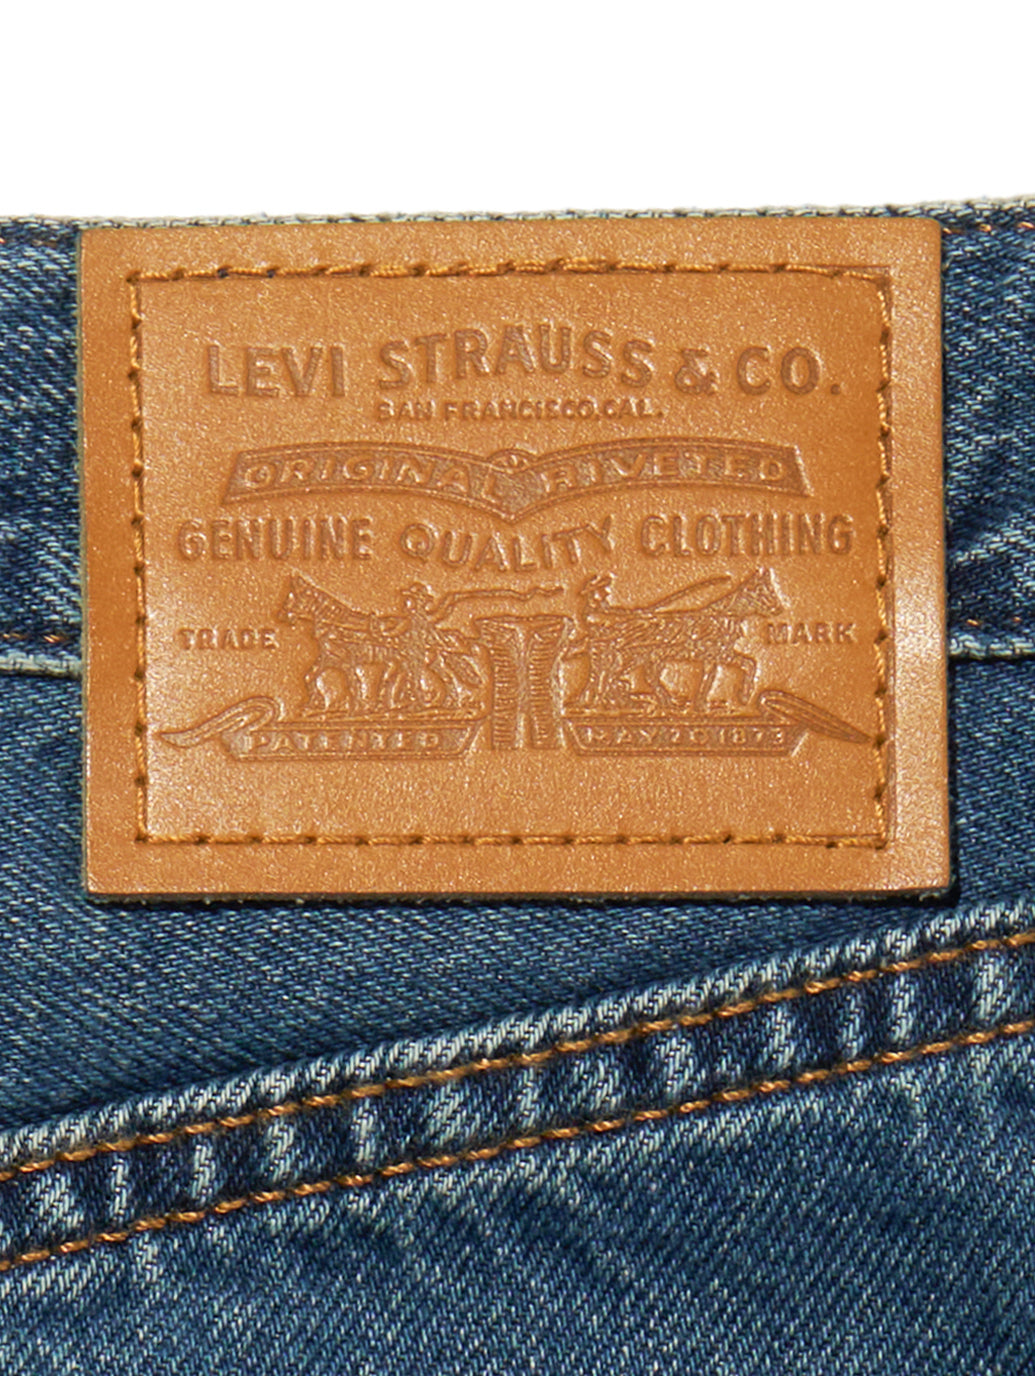 LEVI STRAUSS & CO.
SAN FRANCISCO, CAL.
ORIGINAL RIVETED
GENUINE QUALITY CLOTHING
TRADE MARK
PATENTED MAY 20 1873